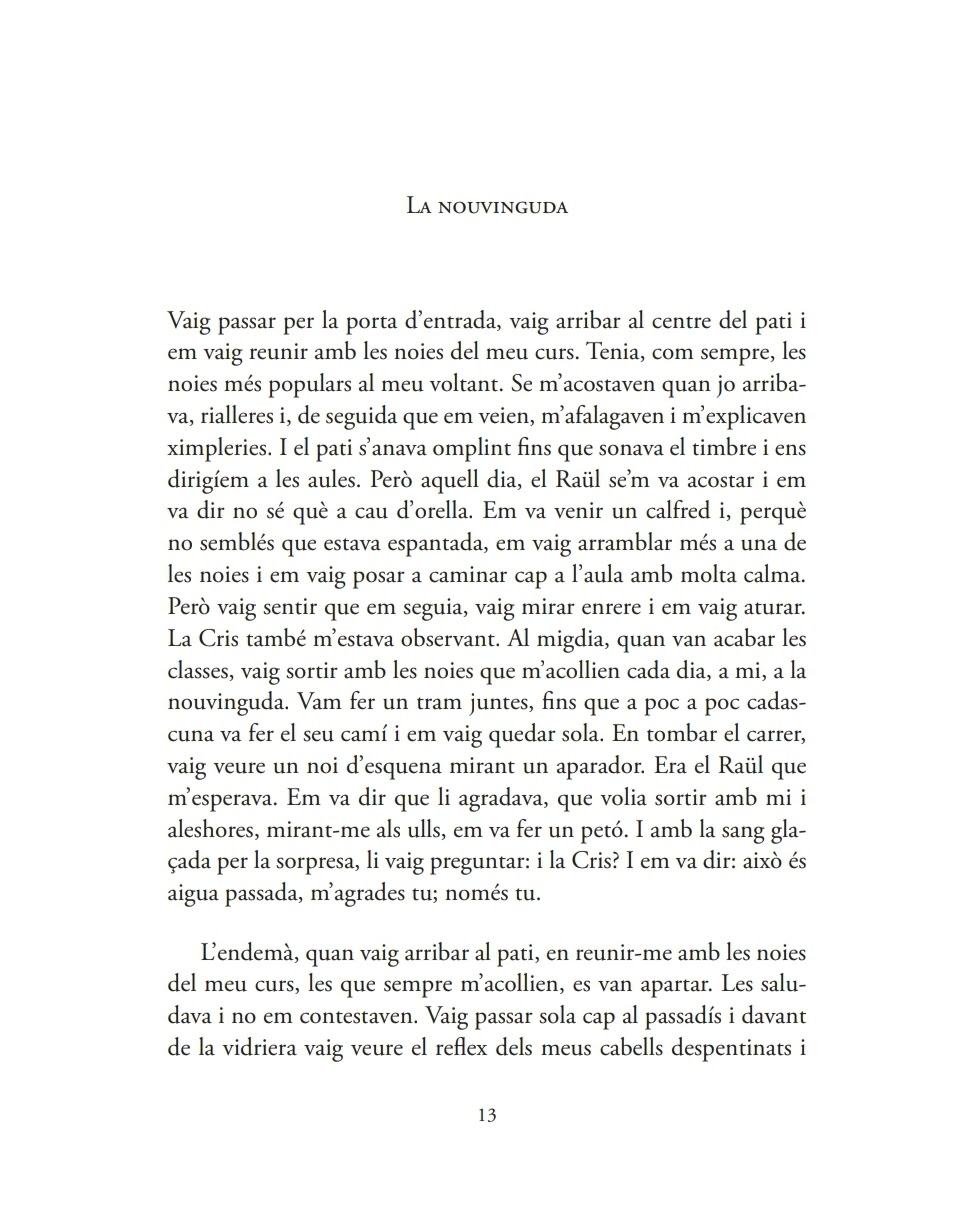 La nouvinguda
Vaig passar per la porta d’entrada, vaig arribar al centre del pati i
em vaig reunir amb les noies del meu curs. Tenia, com sempre, les
noies més populars al meu voltant. Se m’acostaven quan jo arriba-
va, rialleres i, de seguida que em veien, m’afalagaven i m’explicaven
ximpleries. I el pati s’anava omplint fins que sonava el timbre i ens
dirigíem a les aules. Però aquell dia, el Raül se’m va acostar i em
va dir no sé què a cau d’orella. Em va venir un calfred i, perquè
no semblés que estava espantada, em vaig arramblar més a una de
les noies i em vaig posar a caminar cap a l’aula amb molta calma.
Però vaig sentir que em seguia, vaig mirar enrere i em vaig aturar.
La Cris també m’estava observant. Al migdia, quan van acabar les
classes, vaig sortir amb les noies que m’acollien cada dia, a mi, a la
nouvinguda. Vam fer un tram juntes, fins que a poc a poc cadas-
cuna va fer el seu camí i em vaig quedar sola. En tombar el carrer,
vaig veure un noi d’esquena mirant un aparador. Era el Raül que
m’esperava. Em va dir que li agradava, que volia sortir amb mi i
aleshores, mirant-me als ulls, em va fer un petó. I amb la sang gla-
çada per la sorpresa, li vaig preguntar: i la Cris? I em va dir: això és
aigua passada, m’agrades tu; només tu.
L’endemà, quan vaig arribar al pati, en reunir-me amb les noies
del meu curs, les que sempre m’acollien, es van apartar. Les salu-
dava i no em contestaven. Vaig passar sola cap al passadís i davant
de la vidriera vaig veure el reflex dels meus cabells despentinats i
13